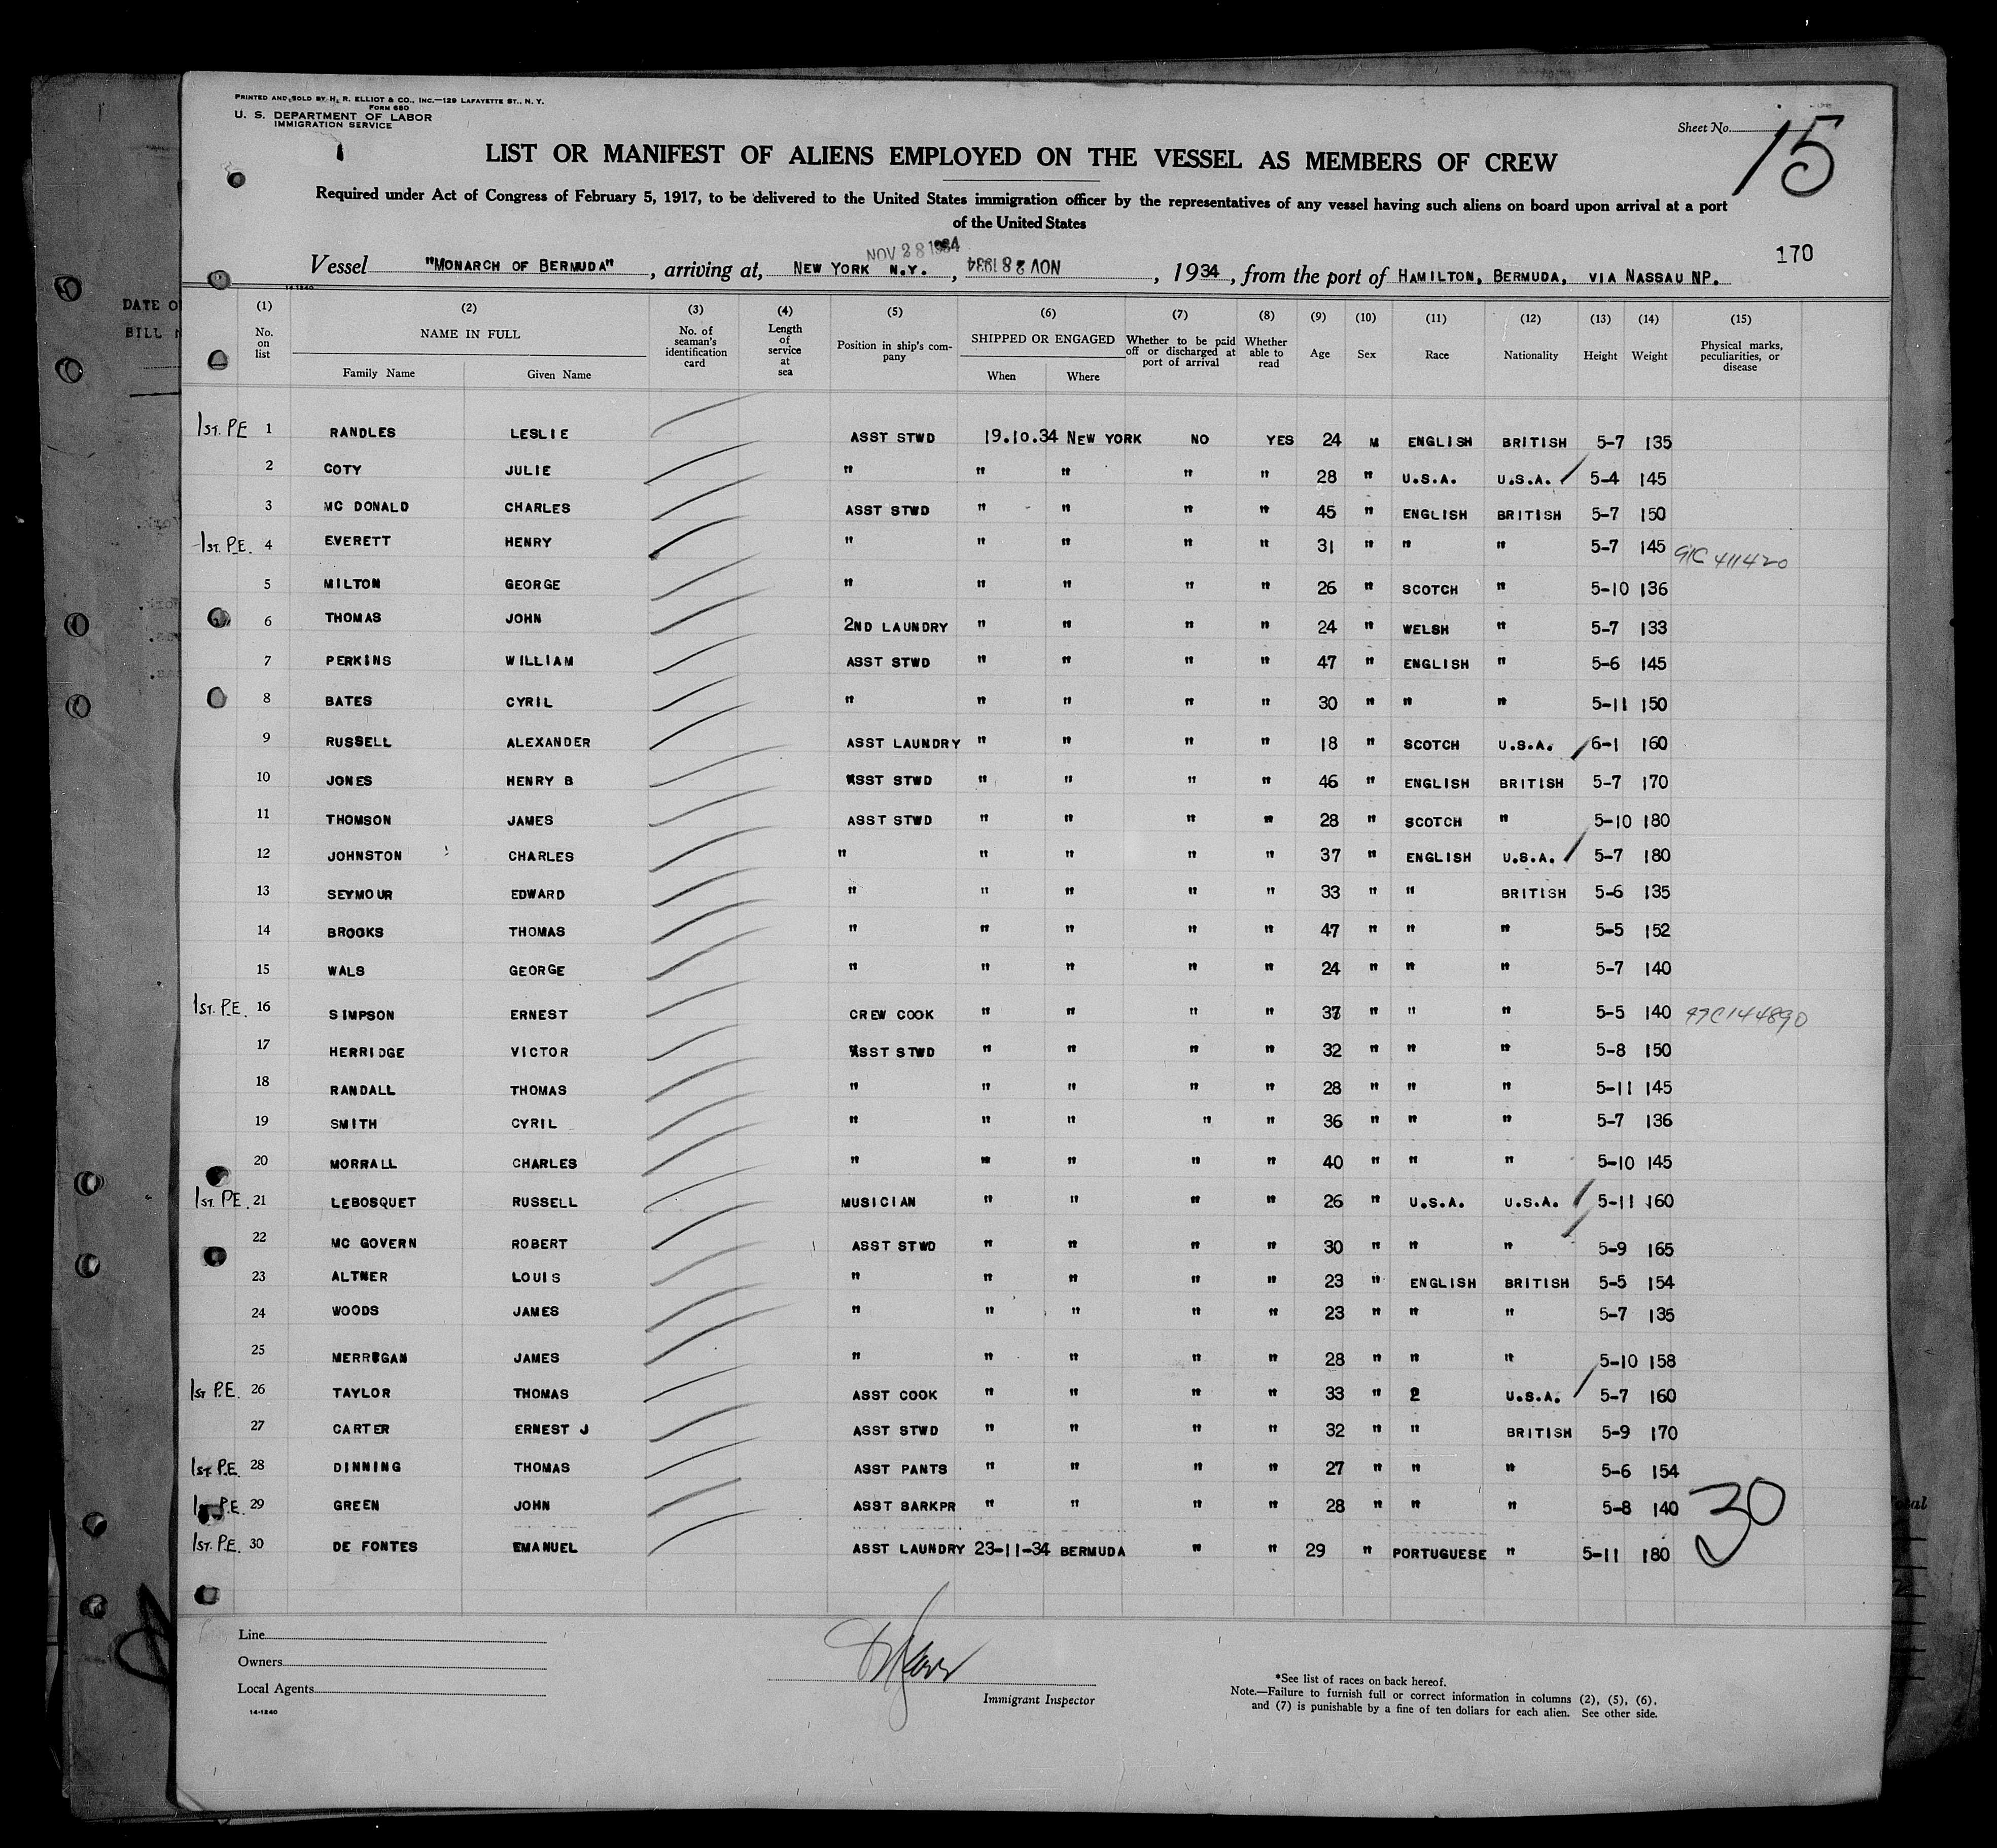 PRINTED AND SOLD BY H. R. ELLIOT & CO., INC.—129 LAFAYETTE ST., N. Y.
FORM 680
U. S. DEPARTMENT OF LABOR
IMMIGRATION SERVICE
Sheet No. 15
LIST OR MANIFEST OF ALIENS EMPLOYED ON THE VESSEL AS MEMBERS OF CREW
Required under Act of Congress of February 5, 1917, to be delivered to the United States immigration officer by the representatives of any vessel having such aliens on board upon arrival at a port
of the United States
170
NOV 28 1934
Vessel "MONARCH OF BERMUDA", arriving at, NEW YORK N.Y., NOV 28 1934, 1934, from the port of HAMILTON, BERMUDA, VIA NASSAU NP.
14-1240
(1) (2) (3) (4) (5) (6) (7) (8) (9) (10) (11) (12) (13) (14) (15)
No. on list NAME IN FULL Family Name Given Name No. of seaman's identification card Length of service at sea Position in ship's company SHIPPED OR ENGAGED When Where Whether to be paid off or discharged at port of arrival Whether able to read Age Sex Race Nationality Height Weight Physical marks, peculiarities, or disease
1ST. P.E 1 RANDLES LESLIE ASST STWD 19.10.34 NEW YORK NO YES 24 M ENGLISH BRITISH 5-7 135
2 COTY JULIE " " " " " 28 " U.S.A. U.S.A. 5-4 145
3 MC DONALD CHARLES ASST STWD " " " " 45 " ENGLISH BRITISH 5-7 150
1ST. P.E. 4 EVERETT HENRY " " " " " 31 " " " 5-7 145
5 MILTON GEORGE " " " " " 26 " SCOTCH " 5-10 136
6 THOMAS JOHN 2ND LAUNDRY " " " " 24 " WELSH " 5-7 133
7 PERKINS WILLIAM ASST STWD " " " " 47 " ENGLISH " 5-6 145
8 BATES CYRIL " " " " " 30 " " " 5-11 150
9 RUSSELL ALEXANDER ASST LAUNDRY " " " " 18 " SCOTCH U.S.A. 6-1 160
10 JONES HENRY B ASST STWD " " " " 46 " ENGLISH BRITISH 5-7 170
11 THOMSON JAMES ASST STWD " " " " 28 " SCOTCH " 5-10 180
12 JOHNSTON CHARLES " " " " " 37 " ENGLISH U.S.A. 5-7 180
13 SEYMOUR EDWARD " " " " " 33 " " BRITISH 5-6 135
14 BROOKS THOMAS " " " " " 47 " " " 5-5 152
15 WALS GEORGE " " " " " 24 " " " 5-7 140
1ST. P.E. 16 SIMPSON ERNEST CREW COOK " " " " 37 " " " 5-5 140 97C144890
17 HERRIDGE VICTOR ASST STWD " " " " 32 " " " 5-8 150
18 RANDALL THOMAS " " " " " 28 " " " 5-11 145
19 SMITH CYRIL " " " " " 36 " " " 5-7 136
20 MORRALL CHARLES " " " " " 40 " " " 5-10 145
1ST. P.E. 21 LEBOSQUET RUSSELL MUSICIAN " " " " 26 " U.S.A. U.S.A. 5-11 160
22 MC GOVERN ROBERT ASST STWD " " " " 30 " " " 5-9 165
23 ALTNER LOUIS " " " " " 23 " ENGLISH BRITISH 5-5 154
24 WOODS JAMES " " " " " 23 " " " 5-7 135
25 JAMES " " " " " 28 " " " 5-10 158
1ST P.E. 26 TAYLOR THOMAS ASST COOK " " " " 33 " 2 U.S.A. 5-7 160
27 CARTER ERNEST J ASST STWD " " " " 32 " " BRITISH 5-9 170
1ST. P.E. 28 DINNING THOMAS ASST PANTS " " " " 27 " " " 5-6 154
1ST. P.E. 29 GREEN JOHN ASST BARKPR " " " " 28 " " " 5-8 140
1ST. P.E. 30 DE FONTES EMANUEL ASST LAUNDRY 23-11-34 BERMUDA " " 29 " PORTUGUESE " 5-11 180
30
Line
Owners
Local Agents
14-1240
Immigrant Inspector
*See list of races on back hereof.
Note.—Failure to furnish full or correct information in columns (2), (5), (6),
and (7) is punishable by a fine of ten dollars for each alien. See other side.